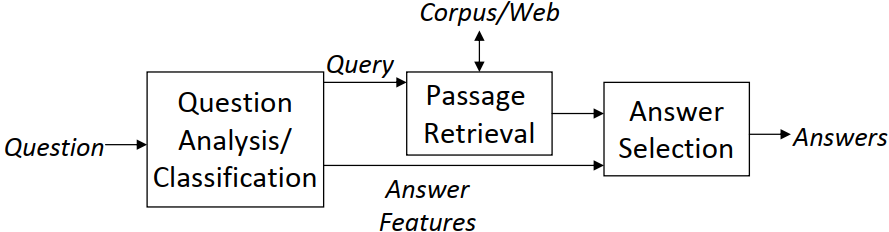 Corpus/Web
Query
Question
Analysis/
Classification
Passage
Retrieval
Answer
Selection
Question
Answers
Answer
Features